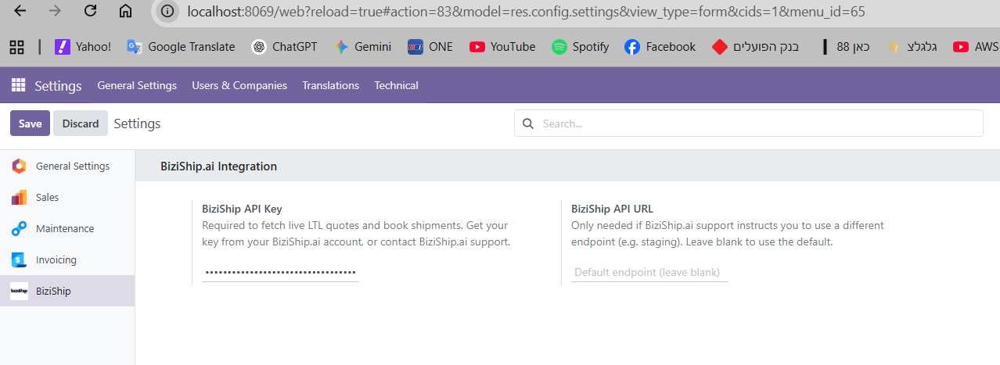 localhost:8069/web?reload=true#action=83&model=res.config.settings&view_type=form&cids=1&menu_id=65
Yahoo! Google Translate ChatGPT Gemini ONE YouTube Spotify Facebook בנק הפועלים כאן 88 גלגלצ AWS
Settings General Settings Users & Companies Translations Technical
Save Discard Settings Search...
General Settings
Sales
Maintenance
Invoicing
BiziShip
BiziShip.ai Integration
BiziShip API Key
Required to fetch live LTL quotes and book shipments. Get your
key from your BiziShip.ai account, or contact BiziShip.ai support.
••••••••••••••••••••••••••••••••••
BiziShip API URL
Only needed if BiziShip.ai support instructs you to use a different
endpoint (e.g. staging). Leave blank to use the default.
Default endpoint (leave blank)